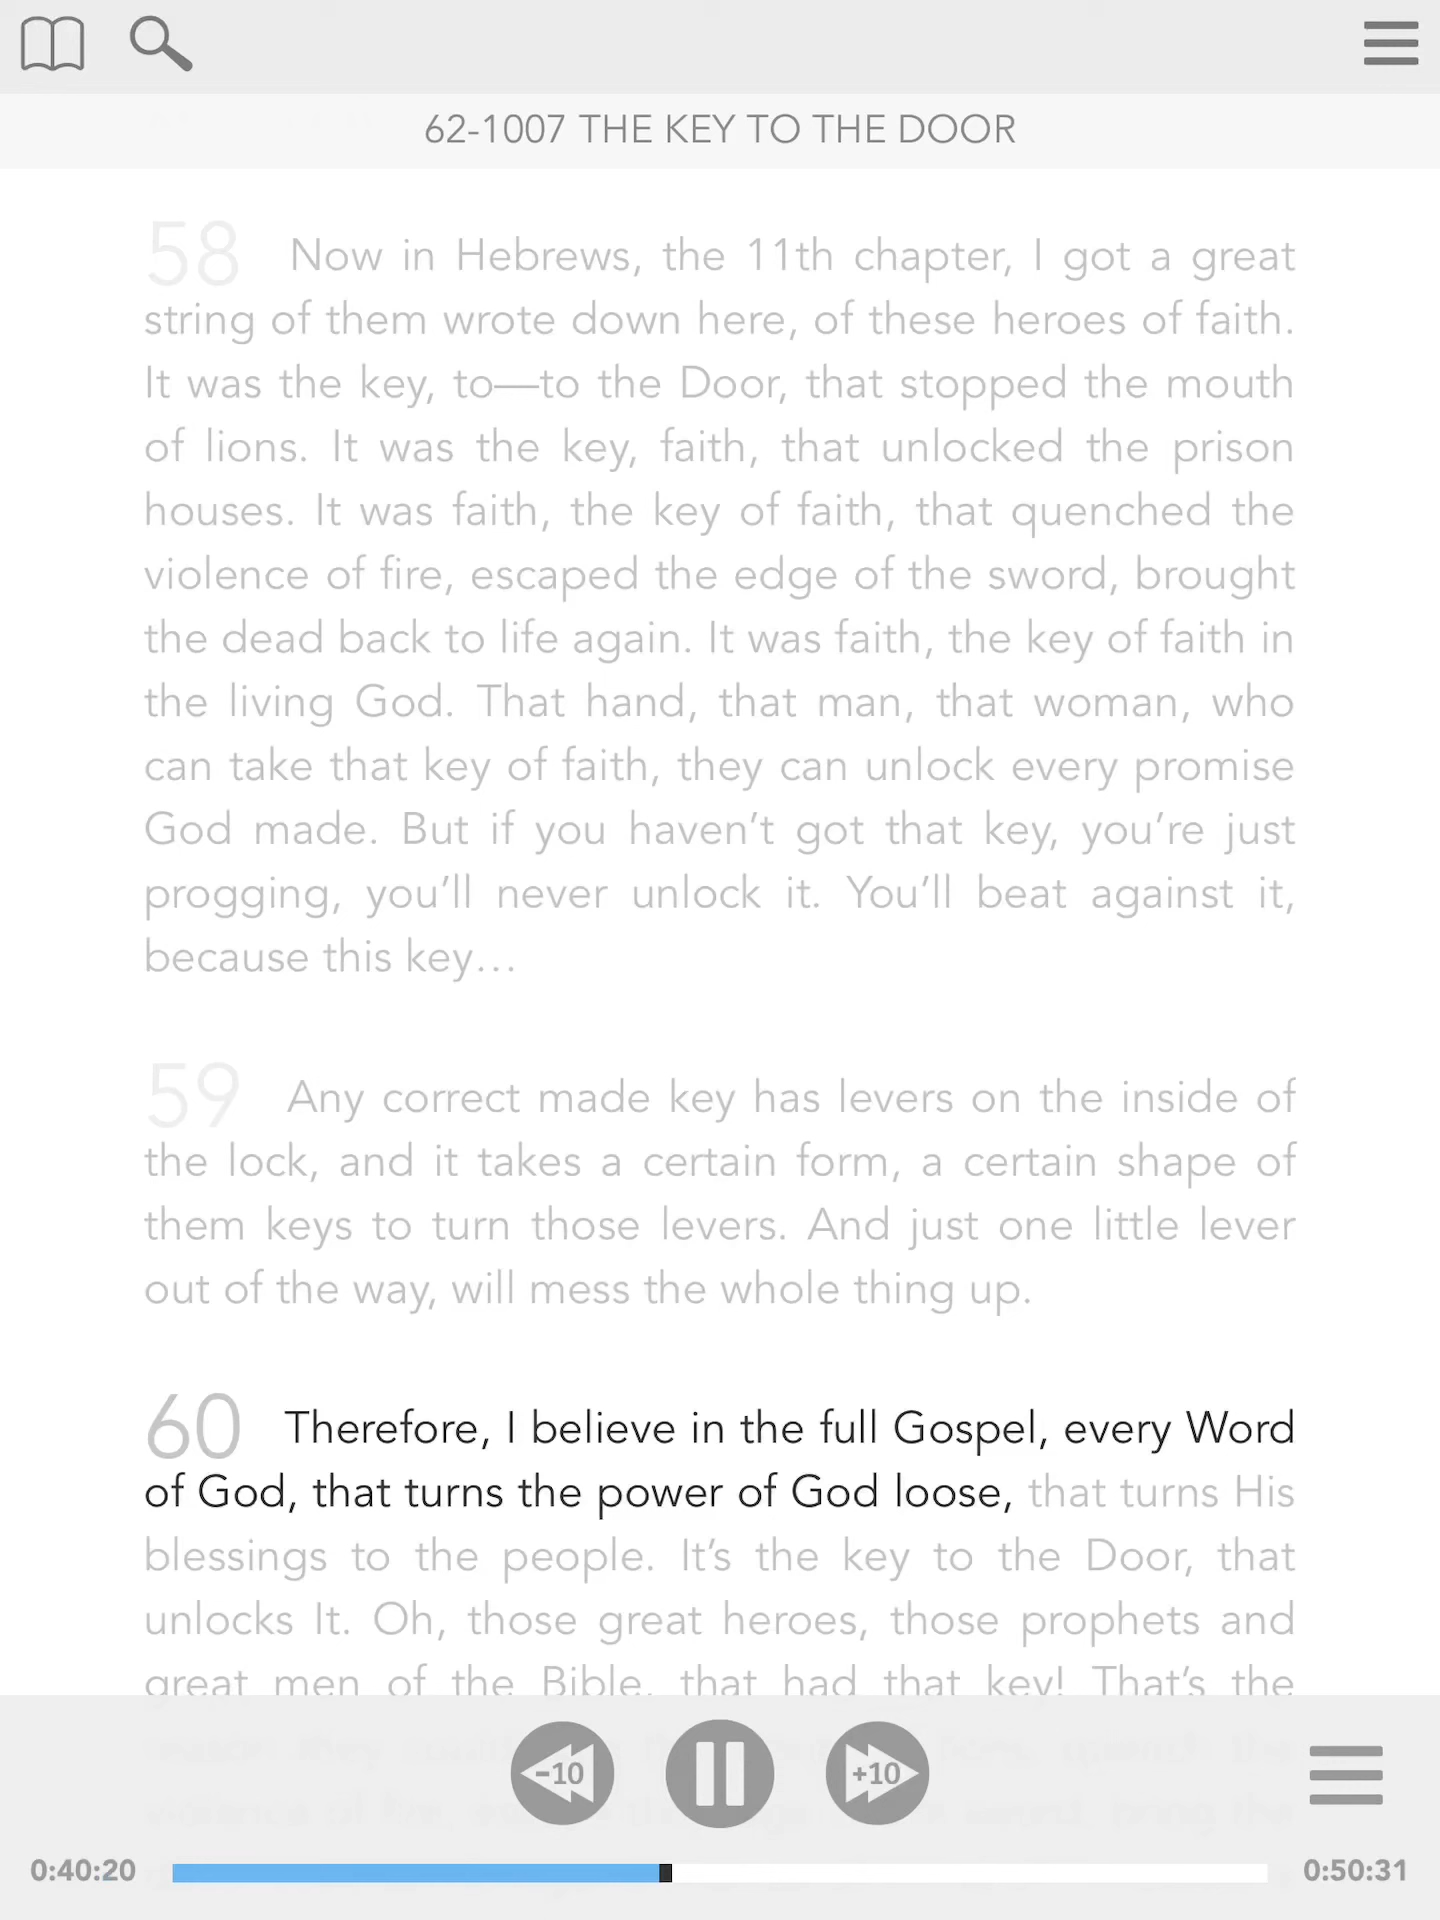 62-1007 THE KEY TO THE DOOR
58 Now in Hebrews, the 11th chapter, I got a great
string of them wrote down here, of these heroes of faith.
It was the key, to—to the Door, that stopped the mouth
of lions. It was the key, faith, that unlocked the prison
houses. It was faith, the key of faith, that quenched the
violence of fire, escaped the edge of the sword, brought
the dead back to life again. It was faith, the key of faith in
the living God. That hand, that man, that woman, who
can take that key of faith, they can unlock every promise
God made. But if you haven’t got that key, you’re just
progging, you’ll never unlock it. You’ll beat against it,
because this key…
59 Any correct made key has levers on the inside of
the lock, and it takes a certain form, a certain shape of
them keys to turn those levers. And just one little lever
out of the way, will mess the whole thing up.
60 Therefore, I believe in the full Gospel, every Word
of God, that turns the power of God loose, that turns His
blessings to the people. It’s the key to the Door, that
unlocks It. Oh, those great heroes, those prophets and
great men of the Bible, that had that key! That’s the
-10 +10
0:40:20 0:50:31